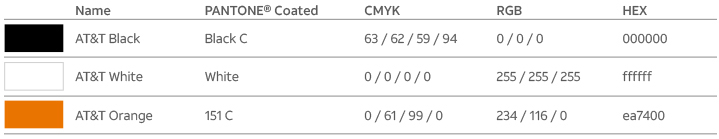 Name PANTONE® Coated CMYK RGB HEX
AT&T Black Black C 63 / 62 / 59 / 94 0 / 0 / 0 000000
AT&T White White 0 / 0 / 0 / 0 255 / 255 / 255 ffffff
AT&T Orange 151 C 0 / 61 / 99 / 0 234 / 116 / 0 ea7400